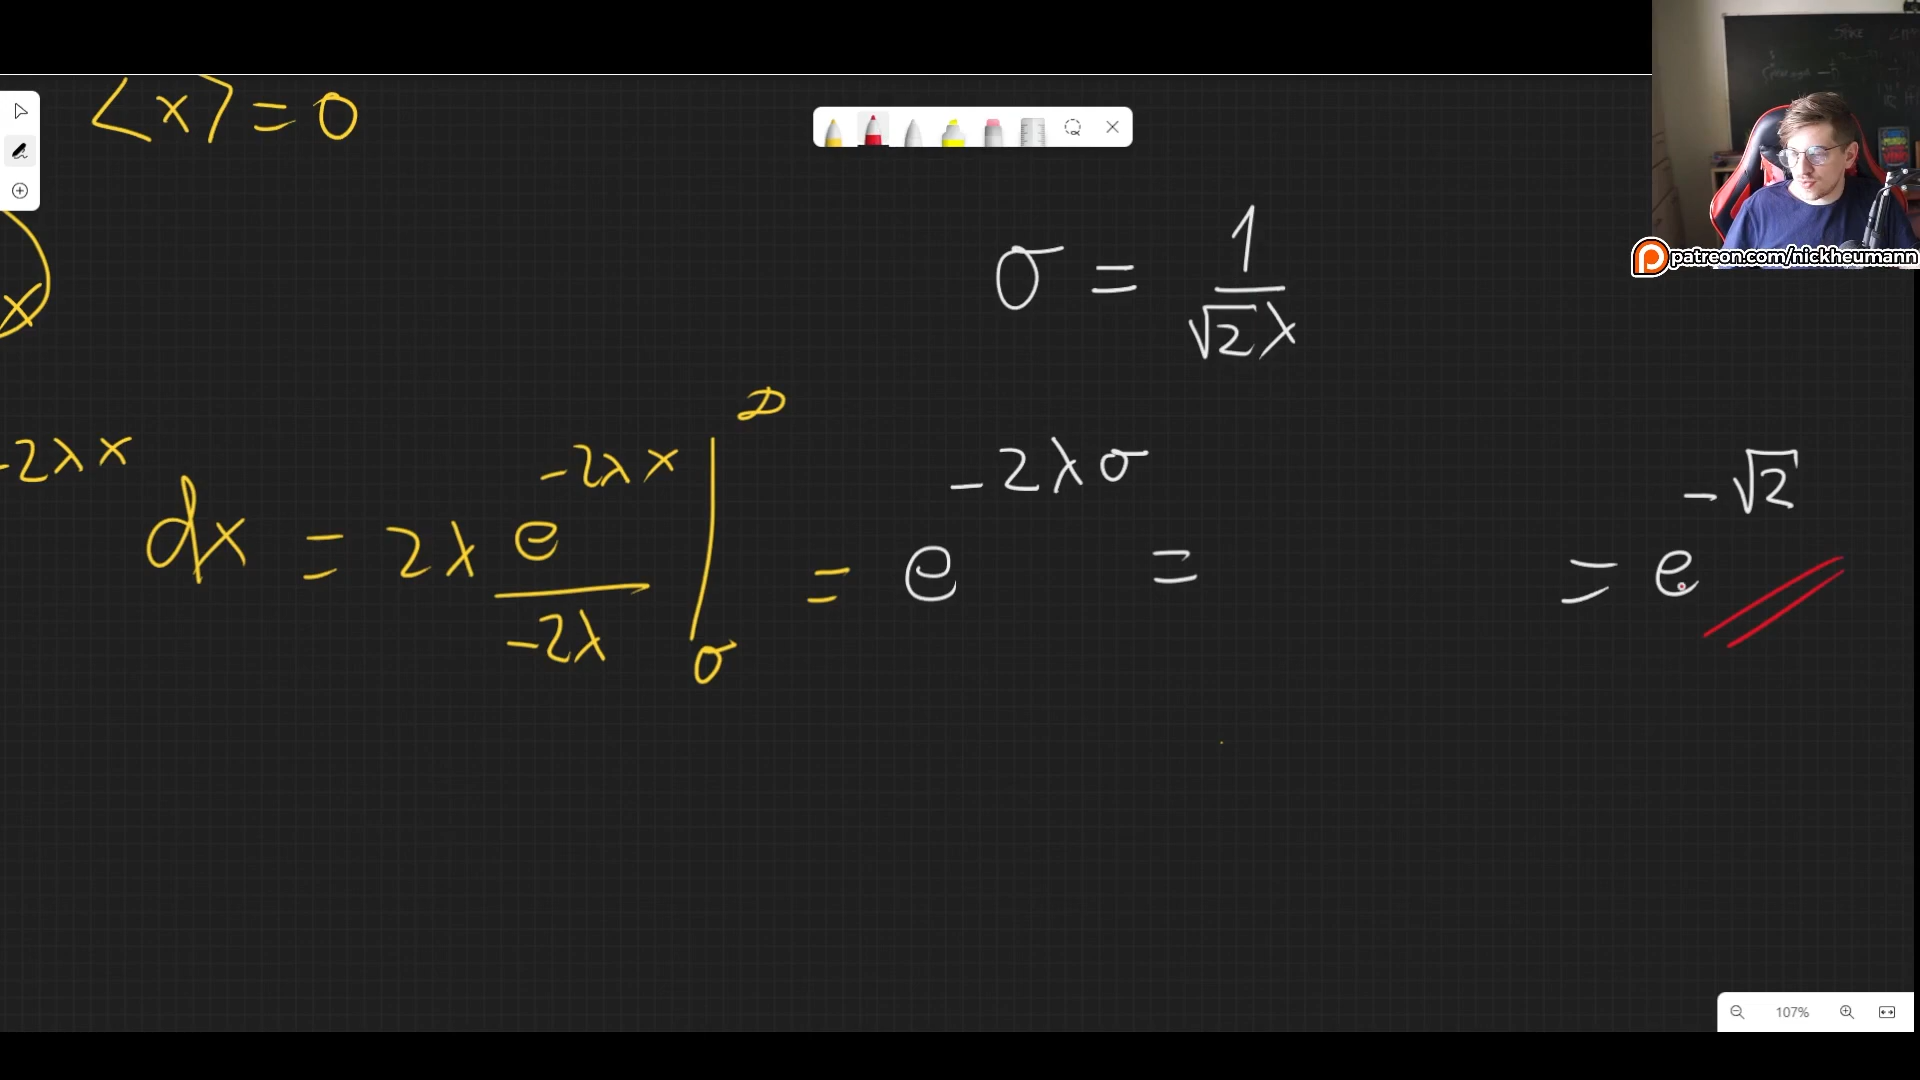 ⟨x⟩ = 0
σ = 1/(√2 λ)
x
-2λx dx = 2λ e^(-2λx)/(-2λ) |_σ^∞ = e^(-2λσ) = = e^(-√2)
patreon.com/nickheumann
107%